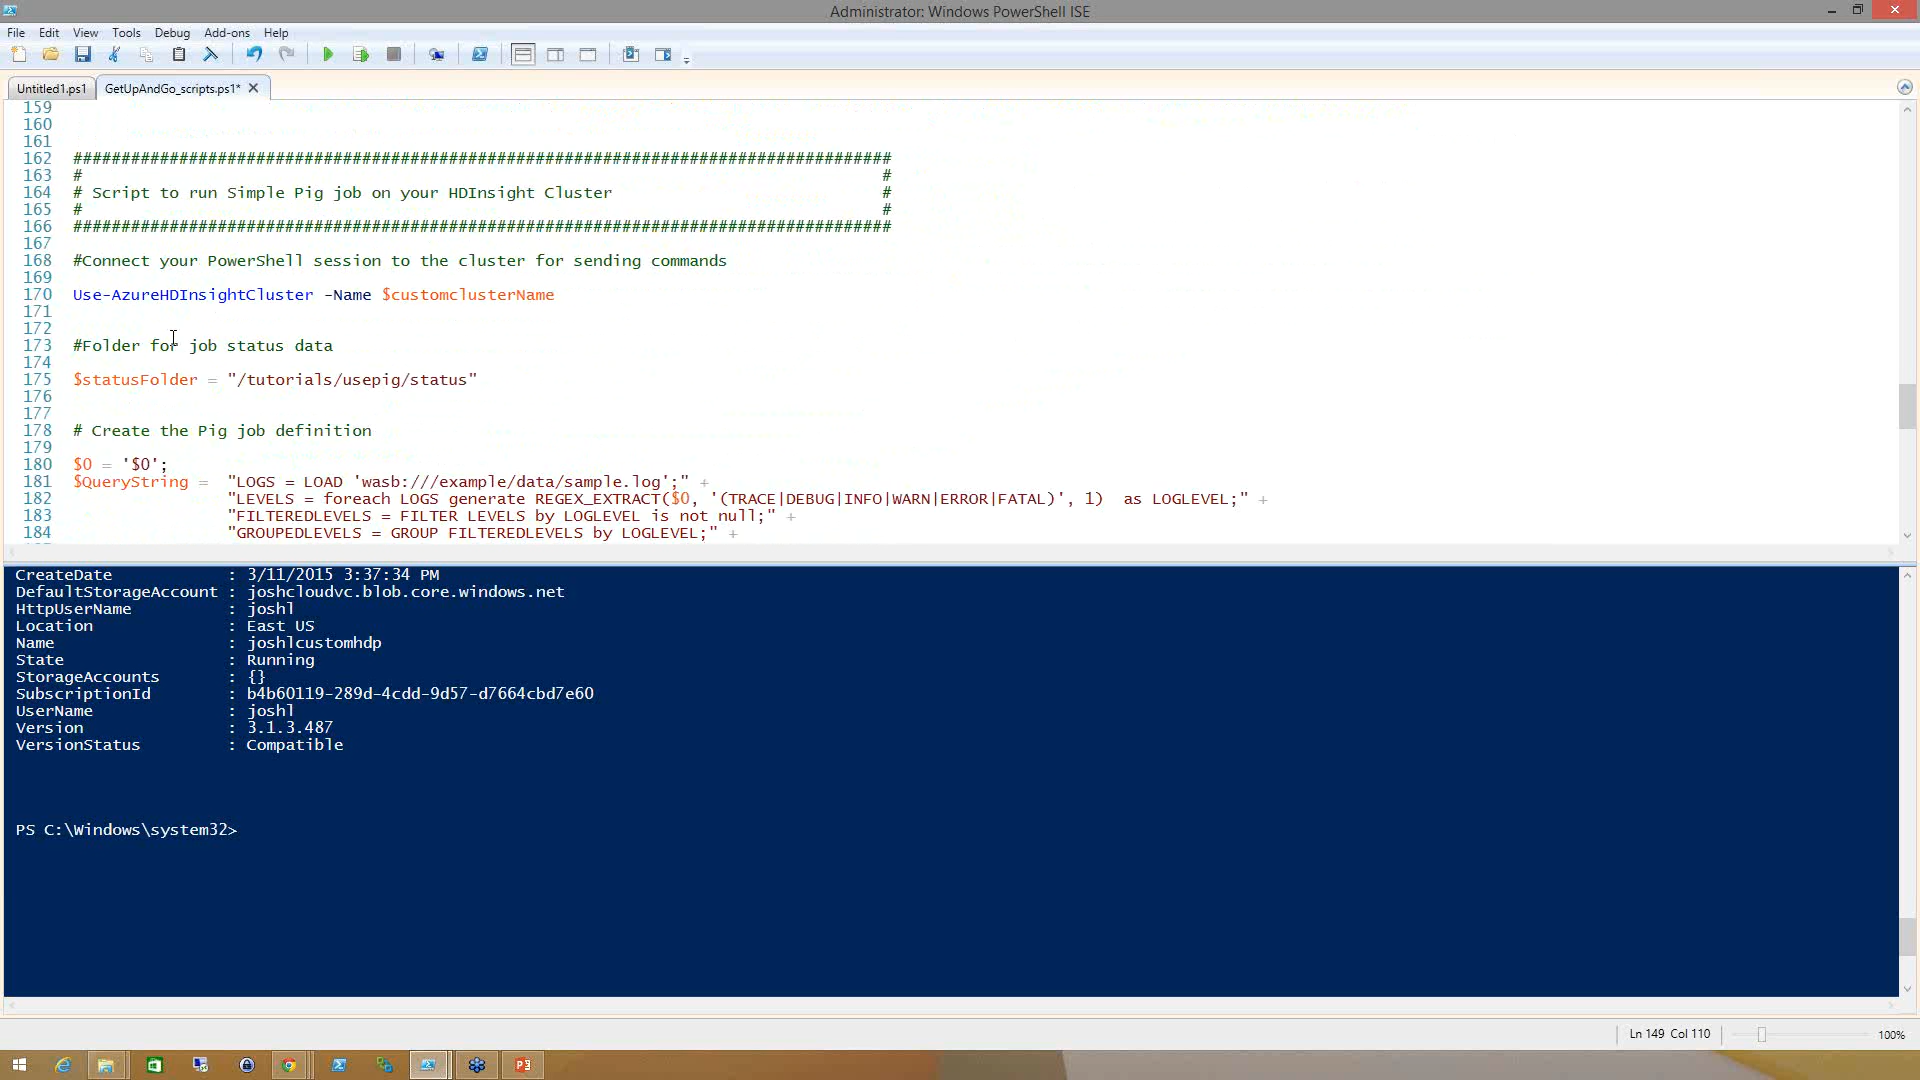 Administrator: Windows PowerShell ISE
File Edit View Tools Debug Add-ons Help
Untitled1.ps1 GetUpAndGo_scripts.ps1* X
159
160
161
162 #####################################################################################
163 # #
164 # Script to run Simple Pig job on your HDInsight Cluster #
165 # #
166 #####################################################################################
167
168 #Connect your PowerShell session to the cluster for sending commands
169
170 Use-AzureHDInsightCluster -Name $customclusterName
171
172
173 #Folder for job status data
174
175 $statusFolder = "/tutorials/usepig/status"
176
177
178 # Create the Pig job definition
179
180 $0 = '$0';
181 $QueryString = "LOGS = LOAD 'wasb:///example/data/sample.log';" +
182 "LEVELS = foreach LOGS generate REGEX_EXTRACT($0, '(TRACE|DEBUG|INFO|WARN|ERROR|FATAL)', 1) as LOGLEVEL;" +
183 "FILTEREDLEVELS = FILTER LEVELS by LOGLEVEL is not null;" +
184 "GROUPEDLEVELS = GROUP FILTEREDLEVELS by LOGLEVEL;" +
CreateDate : 3/11/2015 3:37:34 PM
DefaultStorageAccount : joshcloudvc.blob.core.windows.net
HttpUserName : joshl
Location : East US
Name : joshlcustomhdp
State : Running
StorageAccounts : {}
SubscriptionId : b4b60119-289d-4cdd-9d57-d7664cbd7e60
UserName : joshl
Version : 3.1.3.487
VersionStatus : Compatible
PS C:\Windows\system32>
Ln 149 Col 110 100%